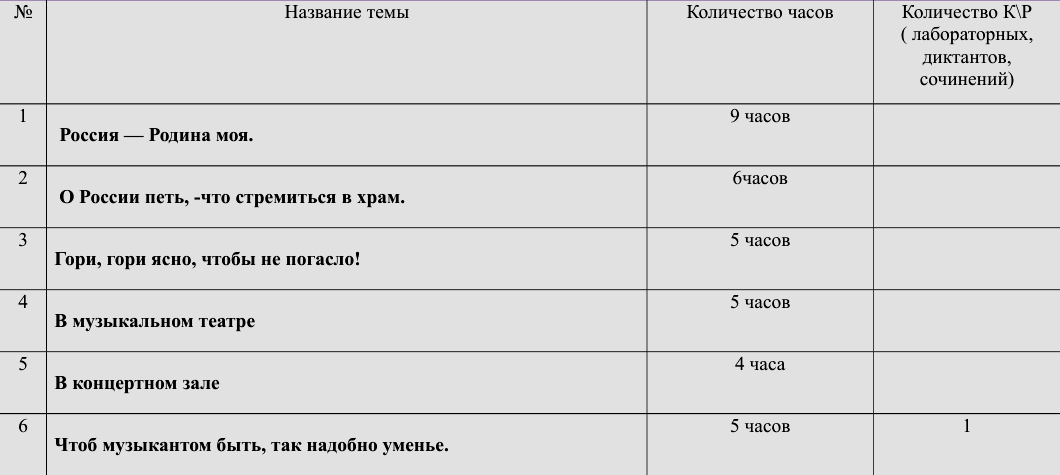 № Название темы Количество часов Количество К\Р
( лабораторных,
диктантов,
сочинений)
1 9 часов
Россия — Родина моя.
2 6часов
О России петь, -что стремиться в храм.
3 5 часов
Гори, гори ясно, чтобы не погасло!
4 5 часов
В музыкальном театре
5 4 часа
В концертном зале
6 5 часов 1
Чтоб музыкантом быть, так надобно уменье.